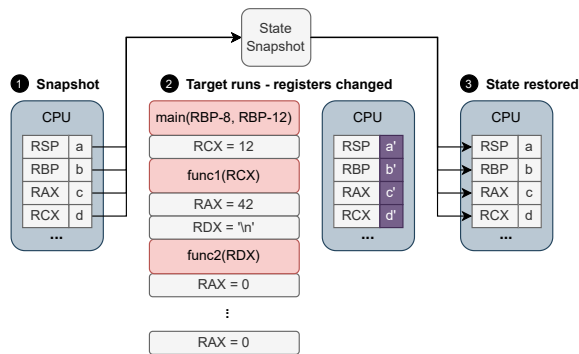 State
Snapshot
1 Snapshot
2 Target runs - registers changed
3 State restored
CPU
RSP a
RBP b
RAX c
RCX d
...
main(RBP-8, RBP-12)
RCX = 12
func1(RCX)
RAX = 42
RDX = '\n'
func2(RDX)
RAX = 0
...
RAX = 0
CPU
RSP a'
RBP b'
RAX c'
RCX d'
...
CPU
RSP a
RBP b
RAX c
RCX d
...